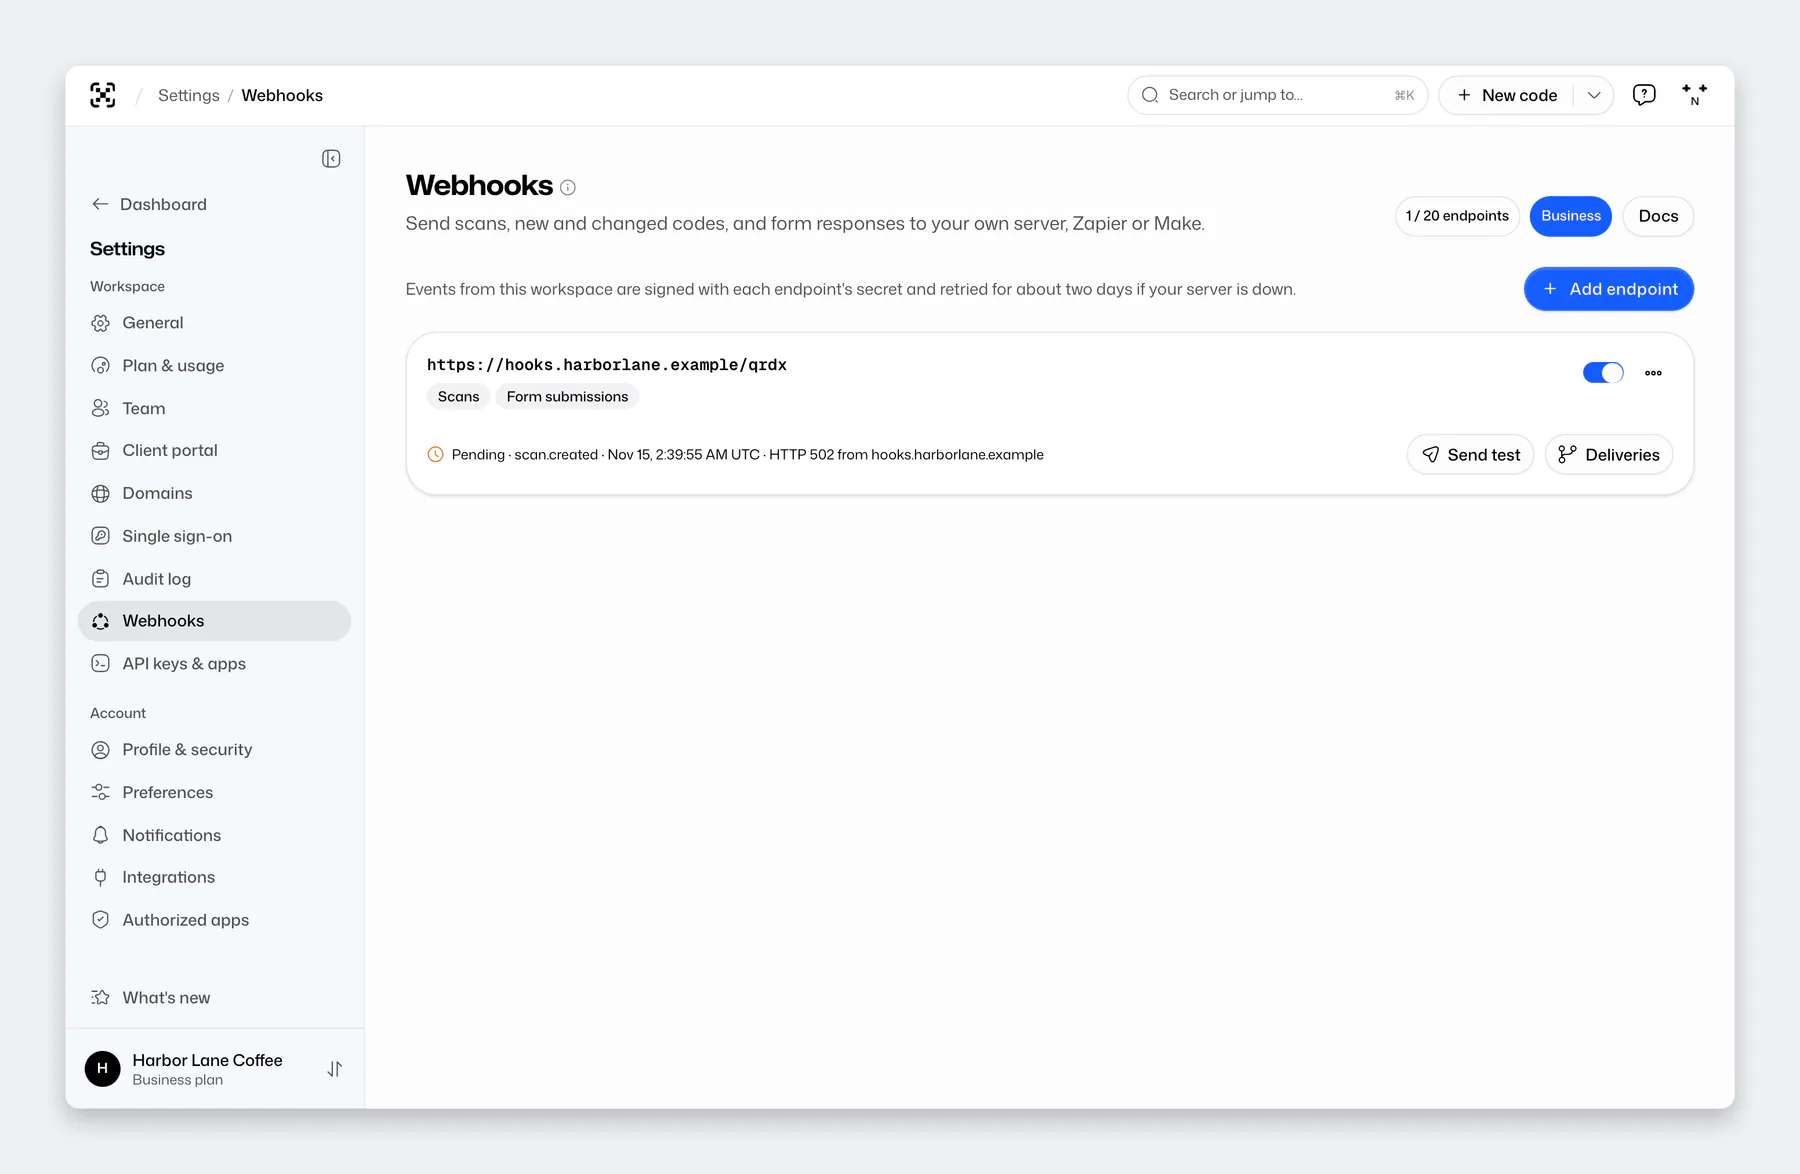 Settings / Webhooks
Search or jump to... ⌘K
+ New code
N
Dashboard
Settings
Workspace
General
Plan & usage
Team
Client portal
Domains
Single sign-on
Audit log
Webhooks
API keys & apps
Account
Profile & security
Preferences
Notifications
Integrations
Authorized apps
What's new
H
Harbor Lane Coffee
Business plan
Webhooks
Send scans, new and changed codes, and form responses to your own server, Zapier or Make.
1 / 20 endpoints
Business
Docs
Events from this workspace are signed with each endpoint's secret and retried for about two days if your server is down.
+ Add endpoint
https://hooks.harborlane.example/qrdx
Scans
Form submissions
Pending · scan.created · Nov 15, 2:39:55 AM UTC · HTTP 502 from hooks.harborlane.example
Send test
Deliveries